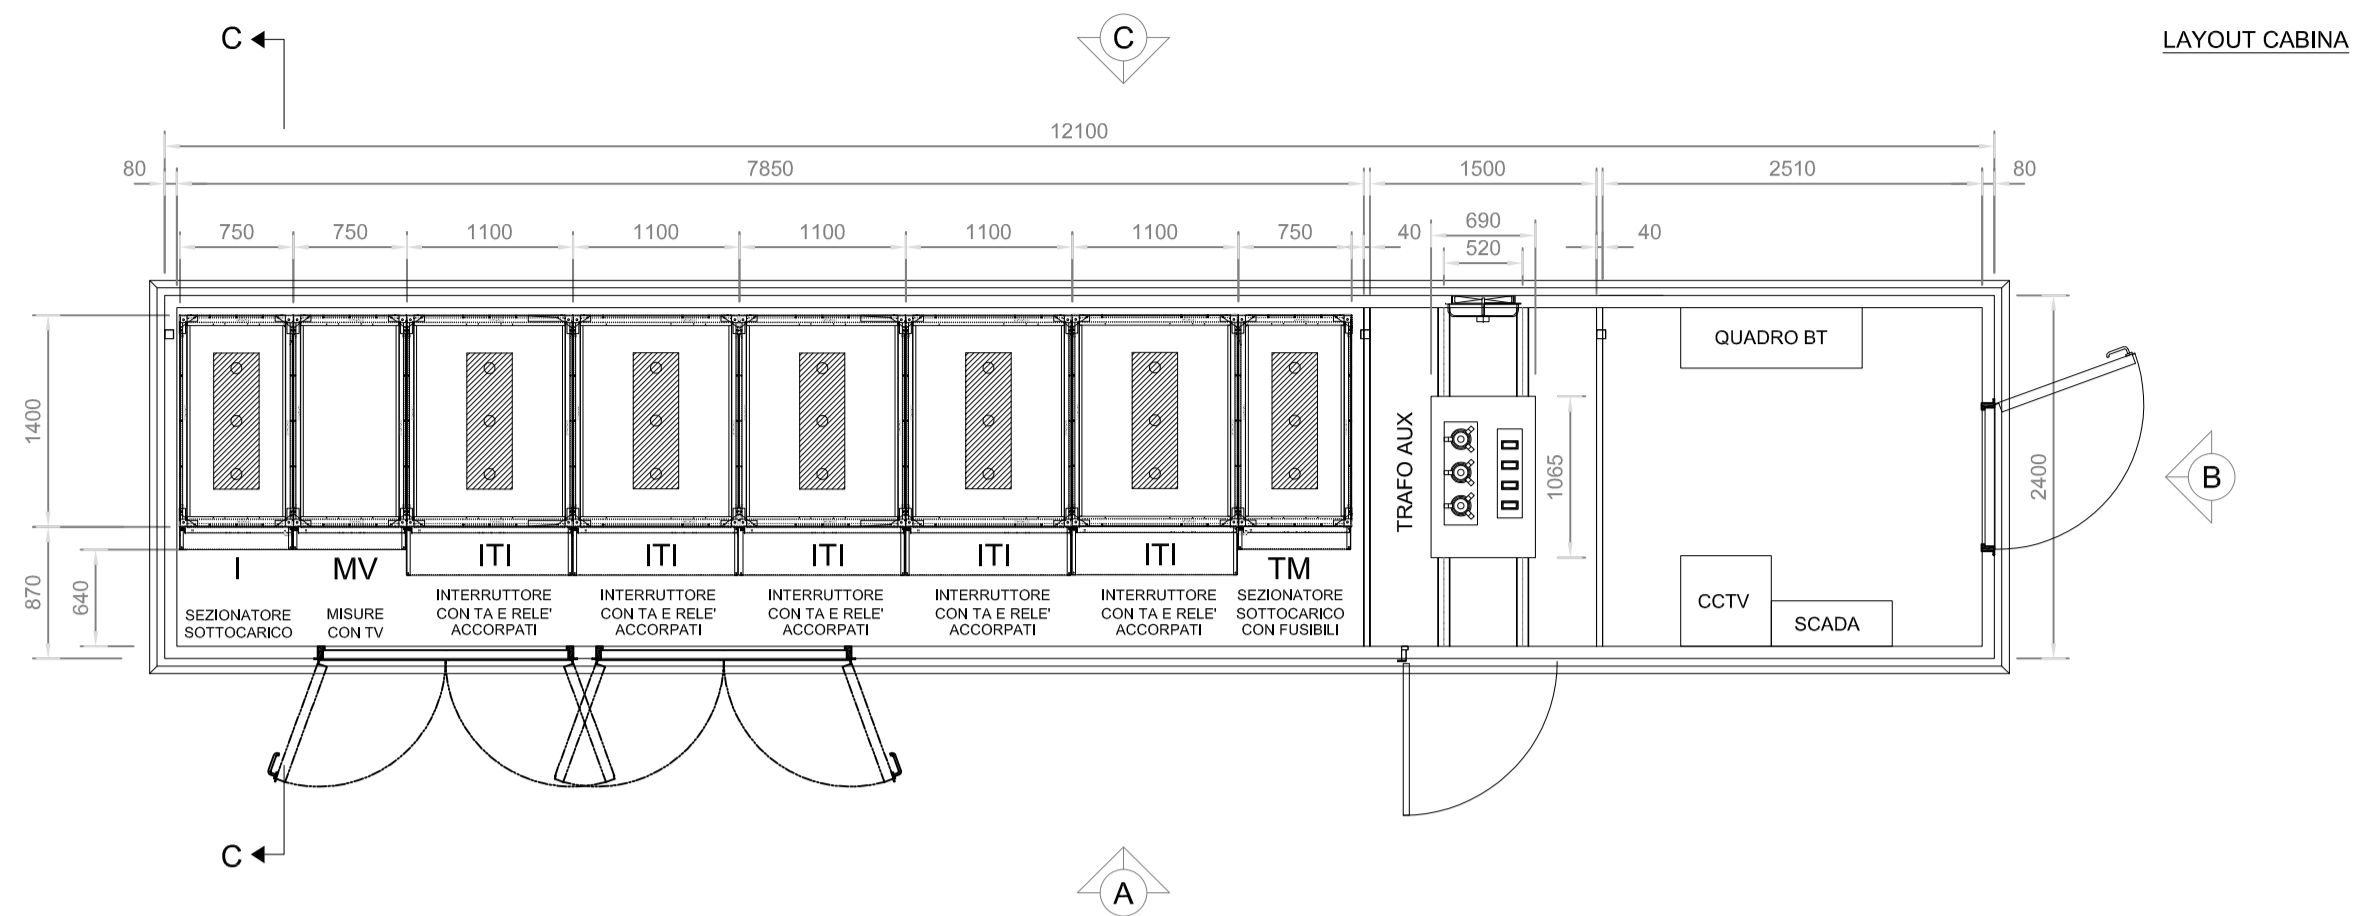 C
C
LAYOUT CABINA
12100
80
7850
1500
2510
80
750
750
1100
1100
1100
1100
1100
750
40
690
40
520
QUADRO BT
1400
TRAFO AUX
1065
2400
B
870
640
I
MV
ITI
ITI
ITI
ITI
ITI
TM
SEZIONATORE
SOTTOCARICO
MISURE
CON TV
INTERRUTTORE
CON TA E RELE'
ACCORPATI
INTERRUTTORE
CON TA E RELE'
ACCORPATI
INTERRUTTORE
CON TA E RELE'
ACCORPATI
INTERRUTTORE
CON TA E RELE'
ACCORPATI
INTERRUTTORE
CON TA E RELE'
ACCORPATI
SEZIONATORE
SOTTOCARICO
CON FUSIBILI
CCTV
SCADA
C
A